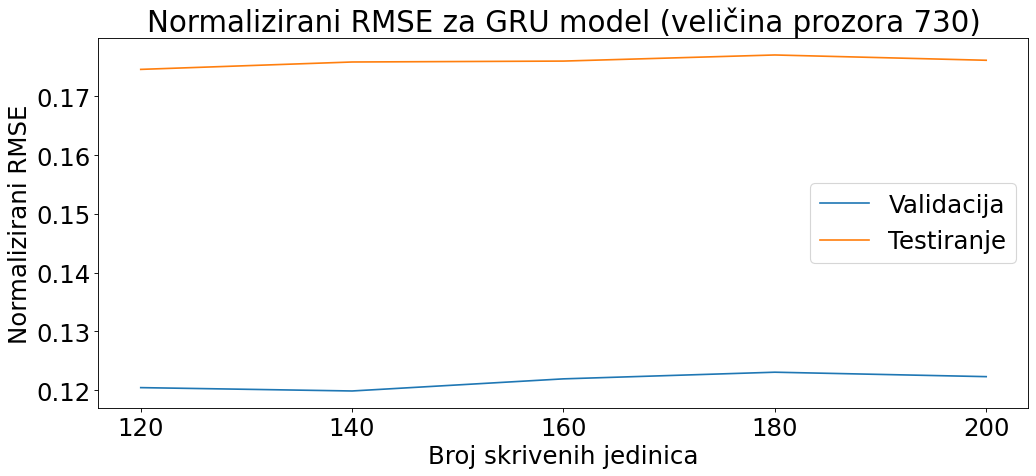 Normalizirani RMSE za GRU model (veličina prozora 730)
Normalizirani RMSE
0.17
0.16
0.15
0.14
0.13
0.12
Validacija
Testiranje
120 140 160 180 200
Broj skrivenih jedinica